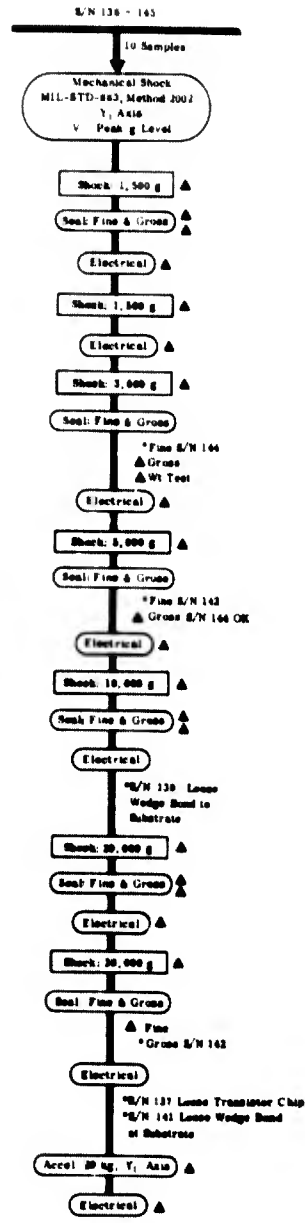 S/N 136 - 145
10 Samples
Mechanical Shock
MIL-STD-883, Method 2002
Y1 Axis
V Peak g Level
Shock: 1,500 g
Seal: Fine & Gross
Electrical
Shock: 1,500 g
Electrical
Shock: 3,000 g
Seal: Fine & Gross
*Fine S/N 144
Gross
Wt Test
Electrical
Shock: 5,000 g
Seal: Fine & Gross
*Fine S/N 142
Gross S/N 144 OK
Electrical
Shock: 10,000 g
Seal: Fine & Gross
Electrical
*S/N 139 Loose
Wedge Bond to
Substrate
Shock: 20,000 g
Seal: Fine & Gross
Electrical
Shock: 30,000 g
Seal: Fine & Gross
Fine
*Gross S/N 142
Electrical
*S/N 137 Loose Transistor Chip
*S/N 141 Loose Wedge Bond
at Substrate
Accel 20 kg, Y1 Axis
Electrical